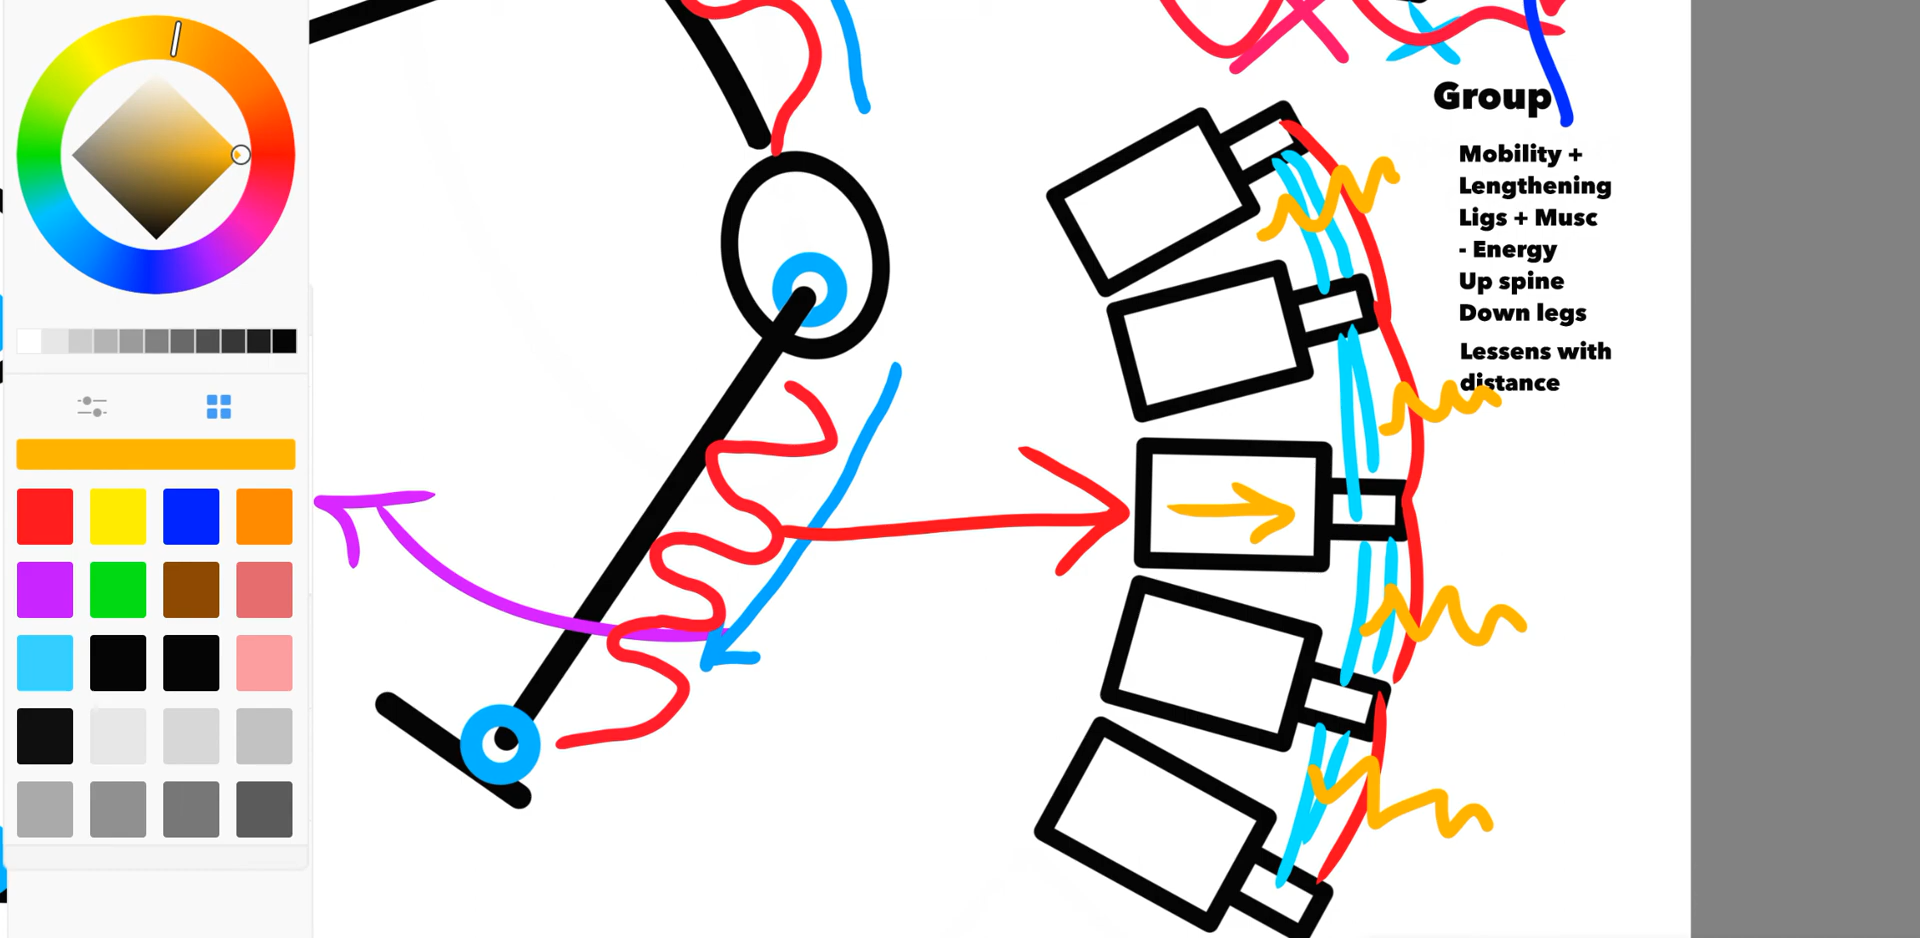 Group
Mobility +
Lengthening
Ligs + Musc
- Energy
Up spine
Down legs
Lessens with
distance